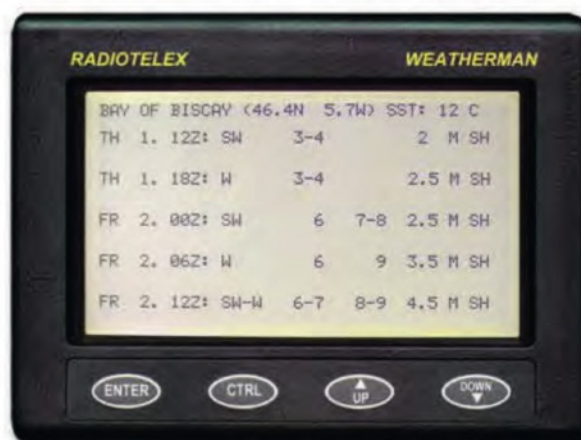 RADIOTELEX WEATHERMAN
BAY OF BISCAY (46.4N 5.7W) SST: 12 C
TH 1. 12Z: SW 3-4 2 M SH
TH 1. 18Z: W 3-4 2.5 M SH
FR 2. 00Z: SW 6 7-8 2.5 M SH
FR 2. 06Z: W 6 9 3.5 M SH
FR 2. 12Z: SW-W 6-7 8-9 4.5 M SH
ENTER CTRL UP DOWN